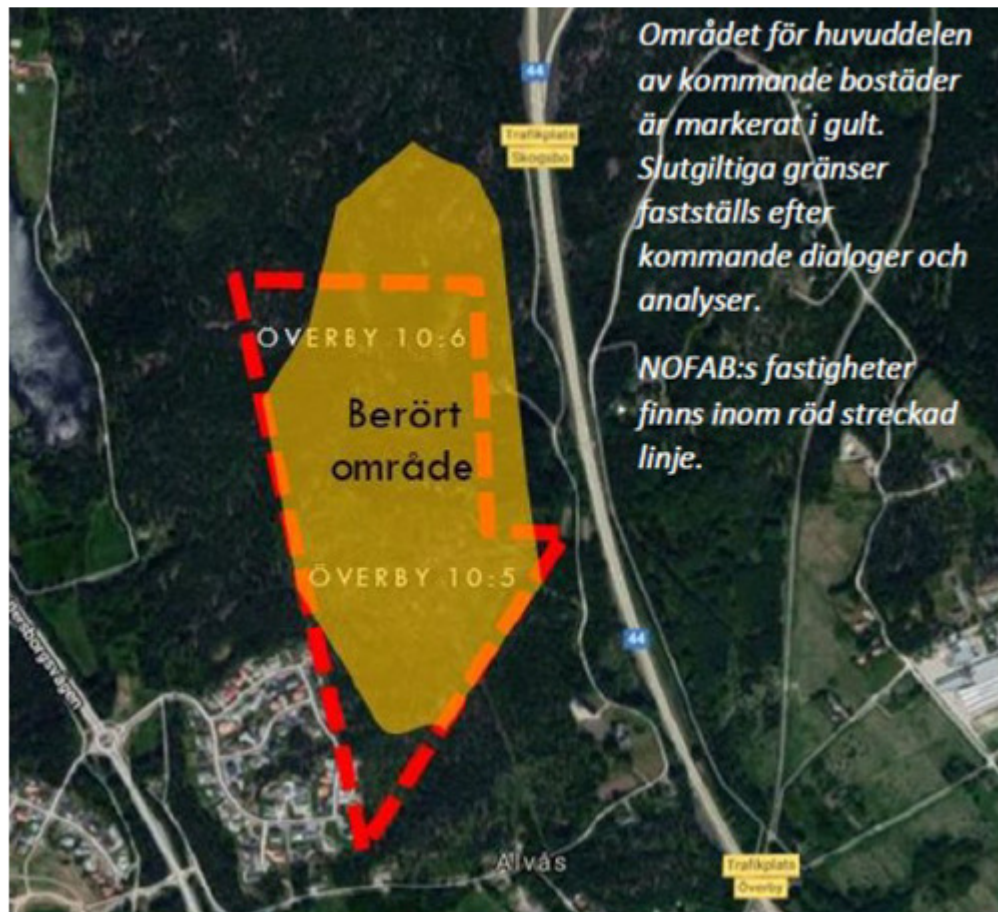 Området för huvuddelen
av kommande bostäder
är markerat i gult.
Slutgiltiga gränser
fastställs efter
kommande dialoger och
analyser.
NOFAB:s fastigheter
finns inom röd streckad
linje.
44
Trafikplats
Skogsbo
ÖVERBY 10:6
Berört
område
ÖVERBY 10:5
44
dersborgsvägen
Alvås
Trafikplats
Överby